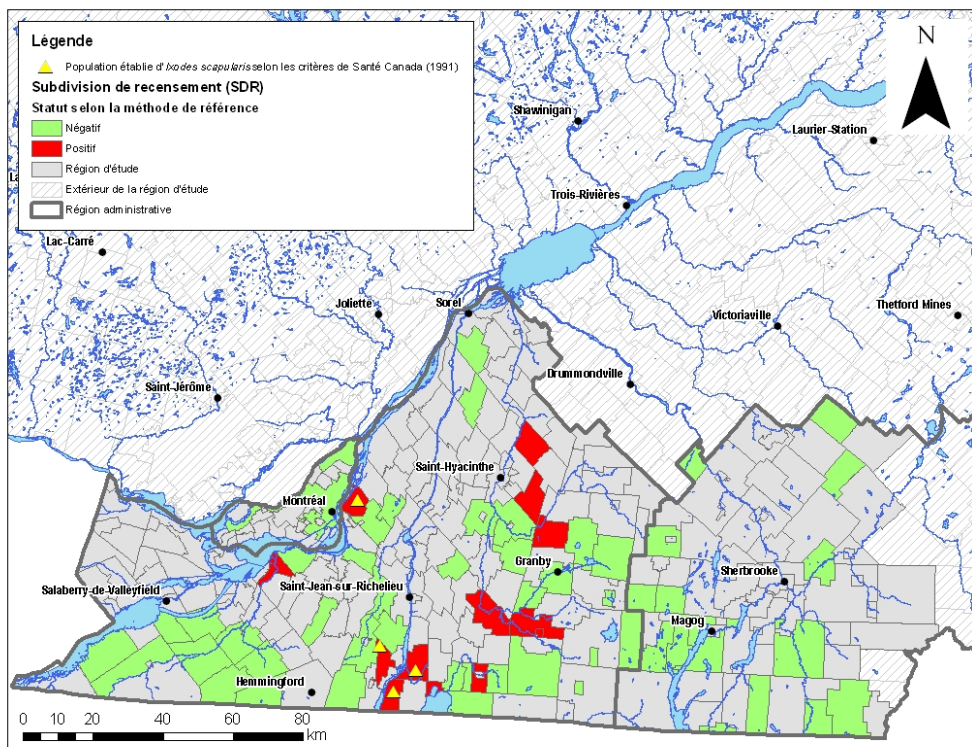 Légende
Population établie d'Ixodes scapularis selon les critères de Santé Canada (1991)
Subdivision de recensement (SDR)
Statut selon la méthode de référence
Négatif
Positif
Région d'étude
Extérieur de la région d'étude
Région administrative
N
Shawinigan
Laurier-Station
La
Trois-Rivières
Lac-Carré
Joliette
Sorel
Victoriaville
Thetford Mines
Saint-Jérôme
Drummondville
Saint-Hyacinthe
Montréal
Granby
Sherbrooke
Salaberry-de-Valleyfield
Saint-Jean-sur-Richelieu
Magog
Hemmingford
0 10 20 40 60 80
km